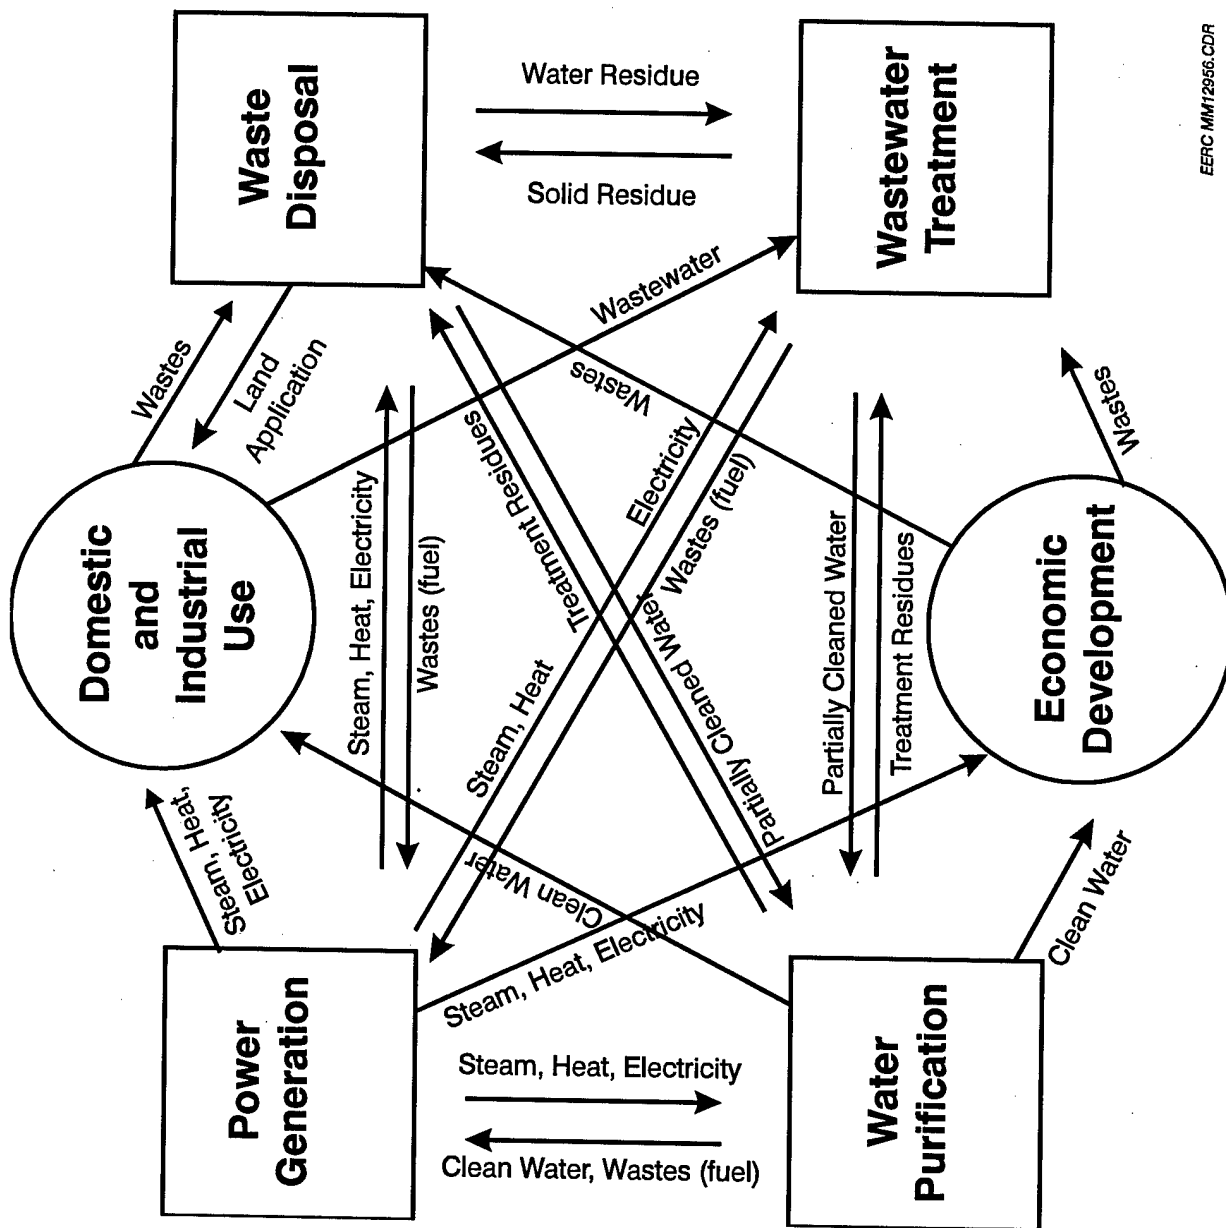 Domestic
and
Industrial
Use
Power
Generation
Waste
Disposal
Water
Purification
Wastewater
Treatment
Economic
Development
Steam, Heat,
Electricity
Wastes
Land
Application
Steam, Heat, Electricity
Wastes (fuel)
Water Residue
Solid Residue
Wastewater
Wastes
Treatment Residues
Partially Cleaned Water,
Steam, Heat
Electricity
Wastes (fuel)
Clean Water
Steam, Heat, Electricity
Steam, Heat, Electricity
Clean Water, Wastes (fuel)
Partially Cleaned Water
Treatment Residues
Clean Water
Wastes
EERC MM12956.CDR